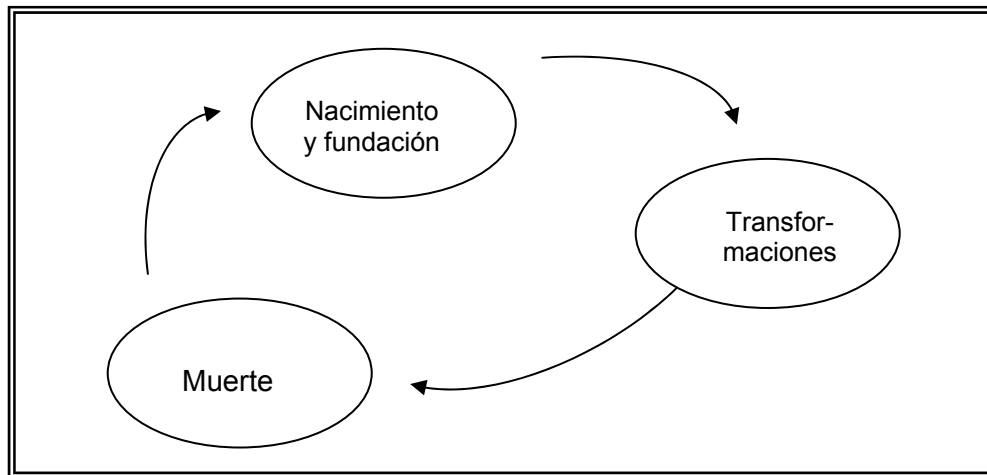 Nacimiento
y fundación
Transfor-
maciones
Muerte